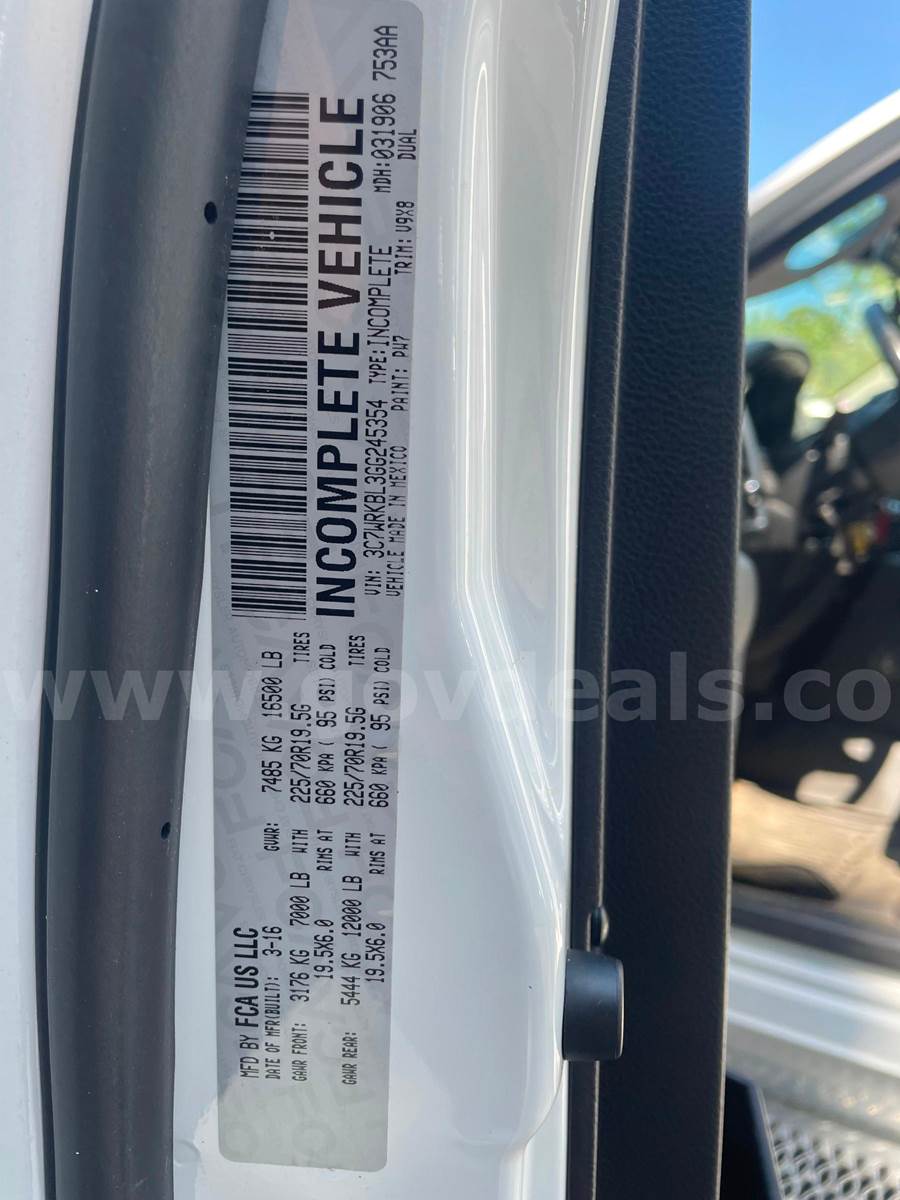 MFD BY FCA US LLC
DATE OF MFR(BUILT): 3-16 GVWR: 7485 KG 16500 LB
GAWR FRONT: 3176 KG 7000 LB WITH 225/70R19.5G TIRES
19.5X6.0 RIMS AT 660 KPA ( 95 PSI) COLD
GAWR REAR: 5444 KG 12000 LB WITH 225/70R19.5G TIRES
19.5X6.0 RIMS AT 660 KPA ( 95 PSI) COLD
INCOMPLETE VEHICLE
VIN: 3C7WRKBL3GG245354 TYPE:INCOMPLETE MDH:031906 753AA
VEHICLE MADE IN MEXICO PAINT: PW7 TRIM: V9X8 DUAL
www.govdeals.co